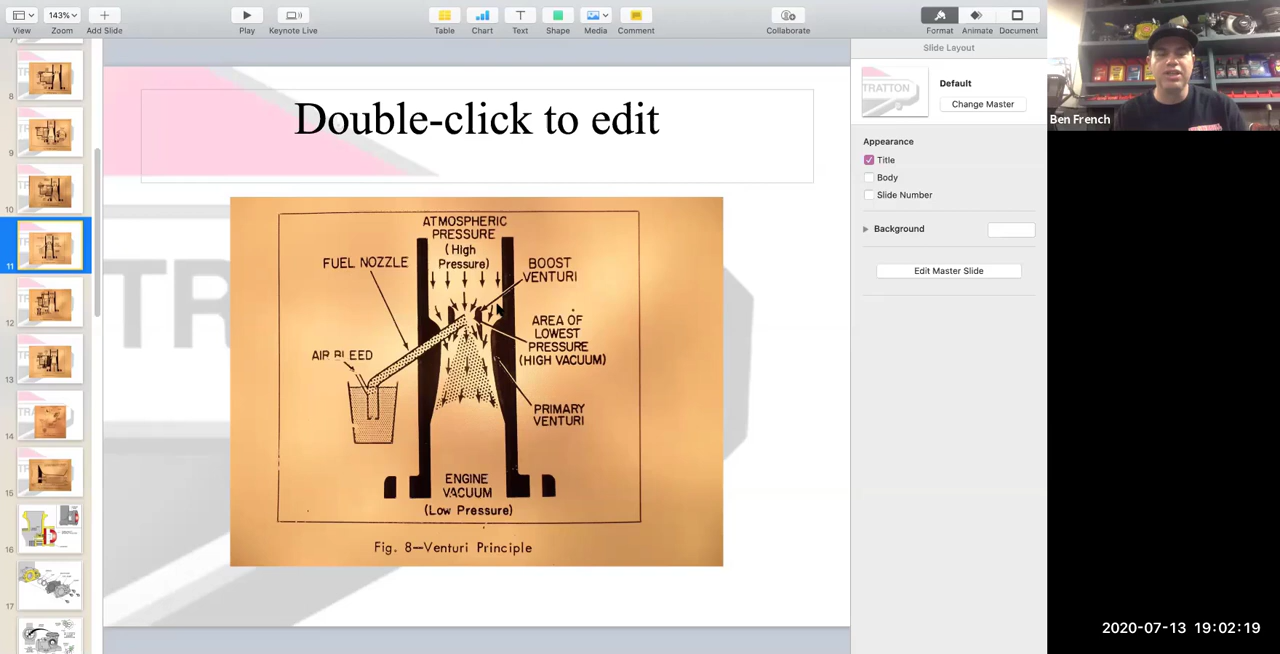 143%
View
Zoom
Add Slide
Play
Keynote Live
Table
Chart
Text
Shape
Media
Comment
Collaborate
Format
Animate
Document
Slide Layout
TRATTON
Default
Change Master
Appearance
Title
Body
Slide Number
Background
Edit Master Slide
Ben French
8
9
10
11
12
13
14
15
16
17
Double-click to edit
ATMOSPHERIC
PRESSURE
(High
Pressure)
FUEL NOZZLE
BOOST
VENTURI
AREA OF
LOWEST
PRESSURE
(HIGH VACUUM)
AIR BLEED
PRIMARY
VENTURI
ENGINE
VACUUM
(Low Pressure)
Fig. 8—Venturi Principle
2020-07-13 19:02:19